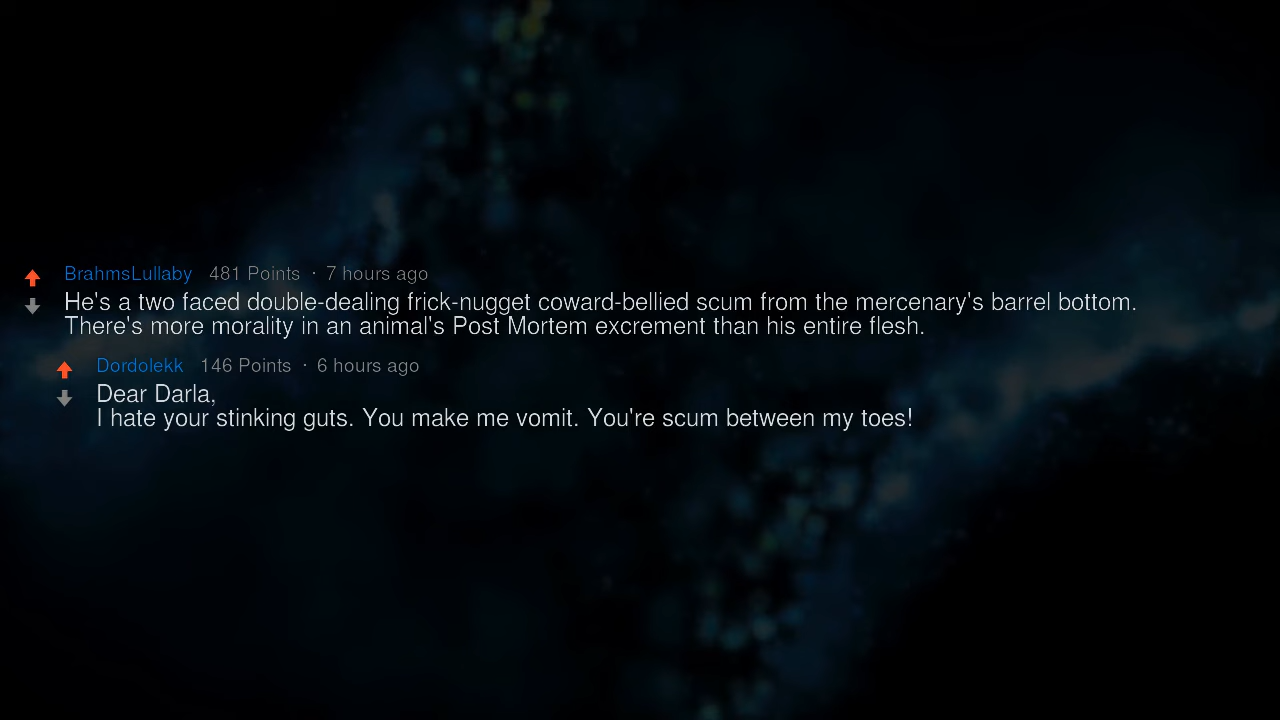 BrahmsLullaby 481 Points · 7 hours ago
He's a two faced double-dealing frick-nugget coward-bellied scum from the mercenary's barrel bottom.
There's more morality in an animal's Post Mortem excrement than his entire flesh.
Dordolekk 146 Points · 6 hours ago
Dear Darla,
I hate your stinking guts. You make me vomit. You're scum between my toes!